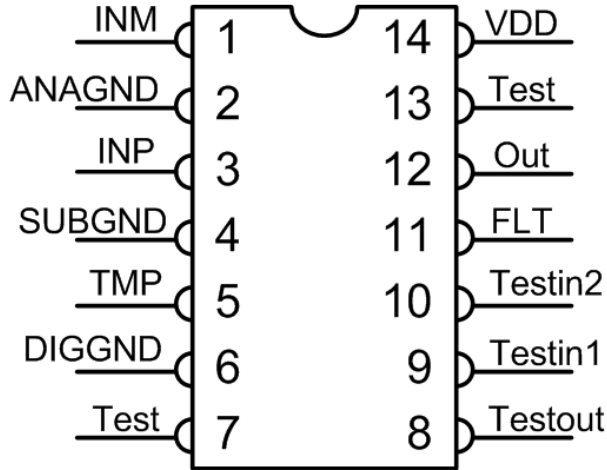 INM 1 14 VDD
ANAGND 2 13 Test
INP 3 12 Out
SUBGND 4 11 FLT
TMP 5 10 Testin2
DIGGND 6 9 Testin1
Test 7 8 Testout